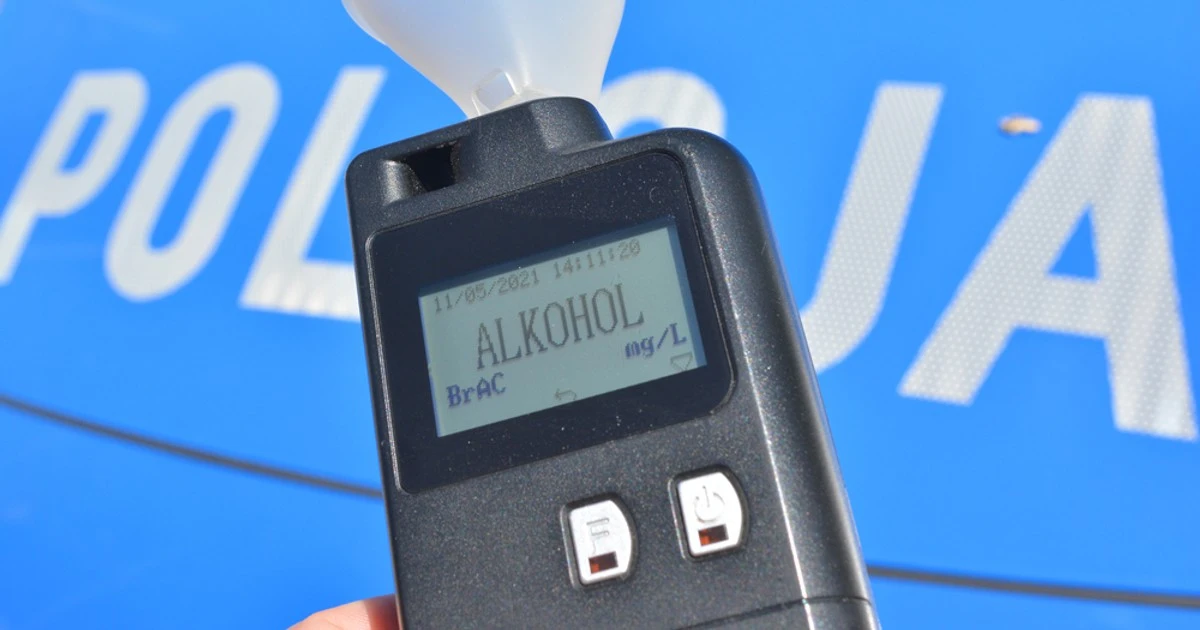 POLICJA
11/05/2021 14:11:20
ALKOHOL
mg/L
BrAC
F